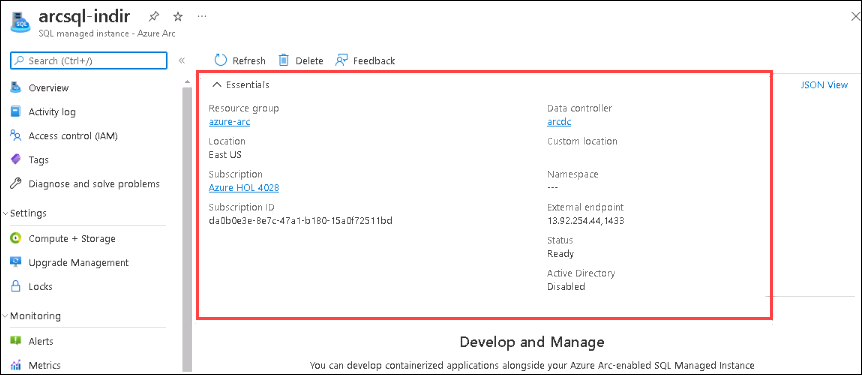 arcsql-indir
SQL managed instance - Azure Arc
Search (Ctrl+/)
Overview
Activity log
Access control (IAM)
Tags
Diagnose and solve problems
Settings
Compute + Storage
Upgrade Management
Locks
Monitoring
Alerts
Metrics
Refresh
Delete
Feedback
Essentials
JSON View
Resource group
azure-arc
Location
East US
Subscription
Azure HOL 4028
Subscription ID
da0b0e3e-8e7c-47a1-b180-15a0f72511bd
Data controller
arcdc
Custom location
Namespace
---
External endpoint
13.92.254.44,1433
Status
Ready
Active Directory
Disabled
Develop and Manage
You can develop containerized applications alongside your Azure Arc-enabled SQL Managed Instance